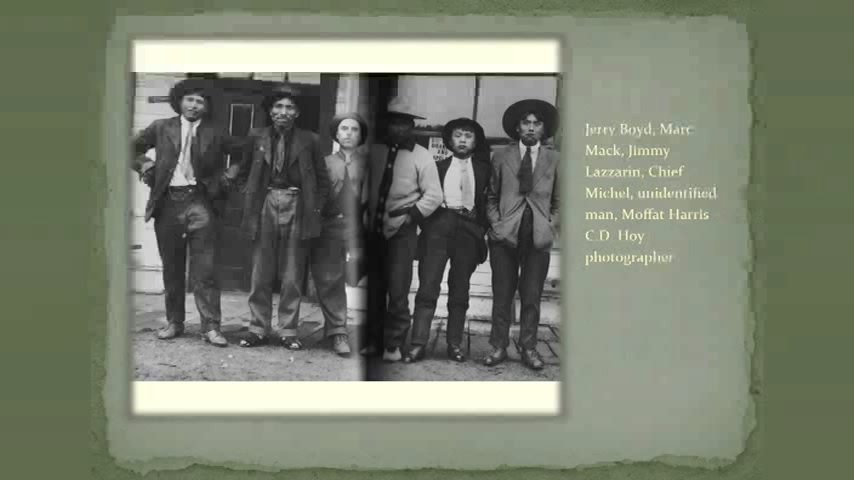 Jerry Boyd, Marc
Mack, Jimmy
Lazzarin, Chief
Michel, unidentified
man, Moffat Harris
C.D. Hoy
photographer